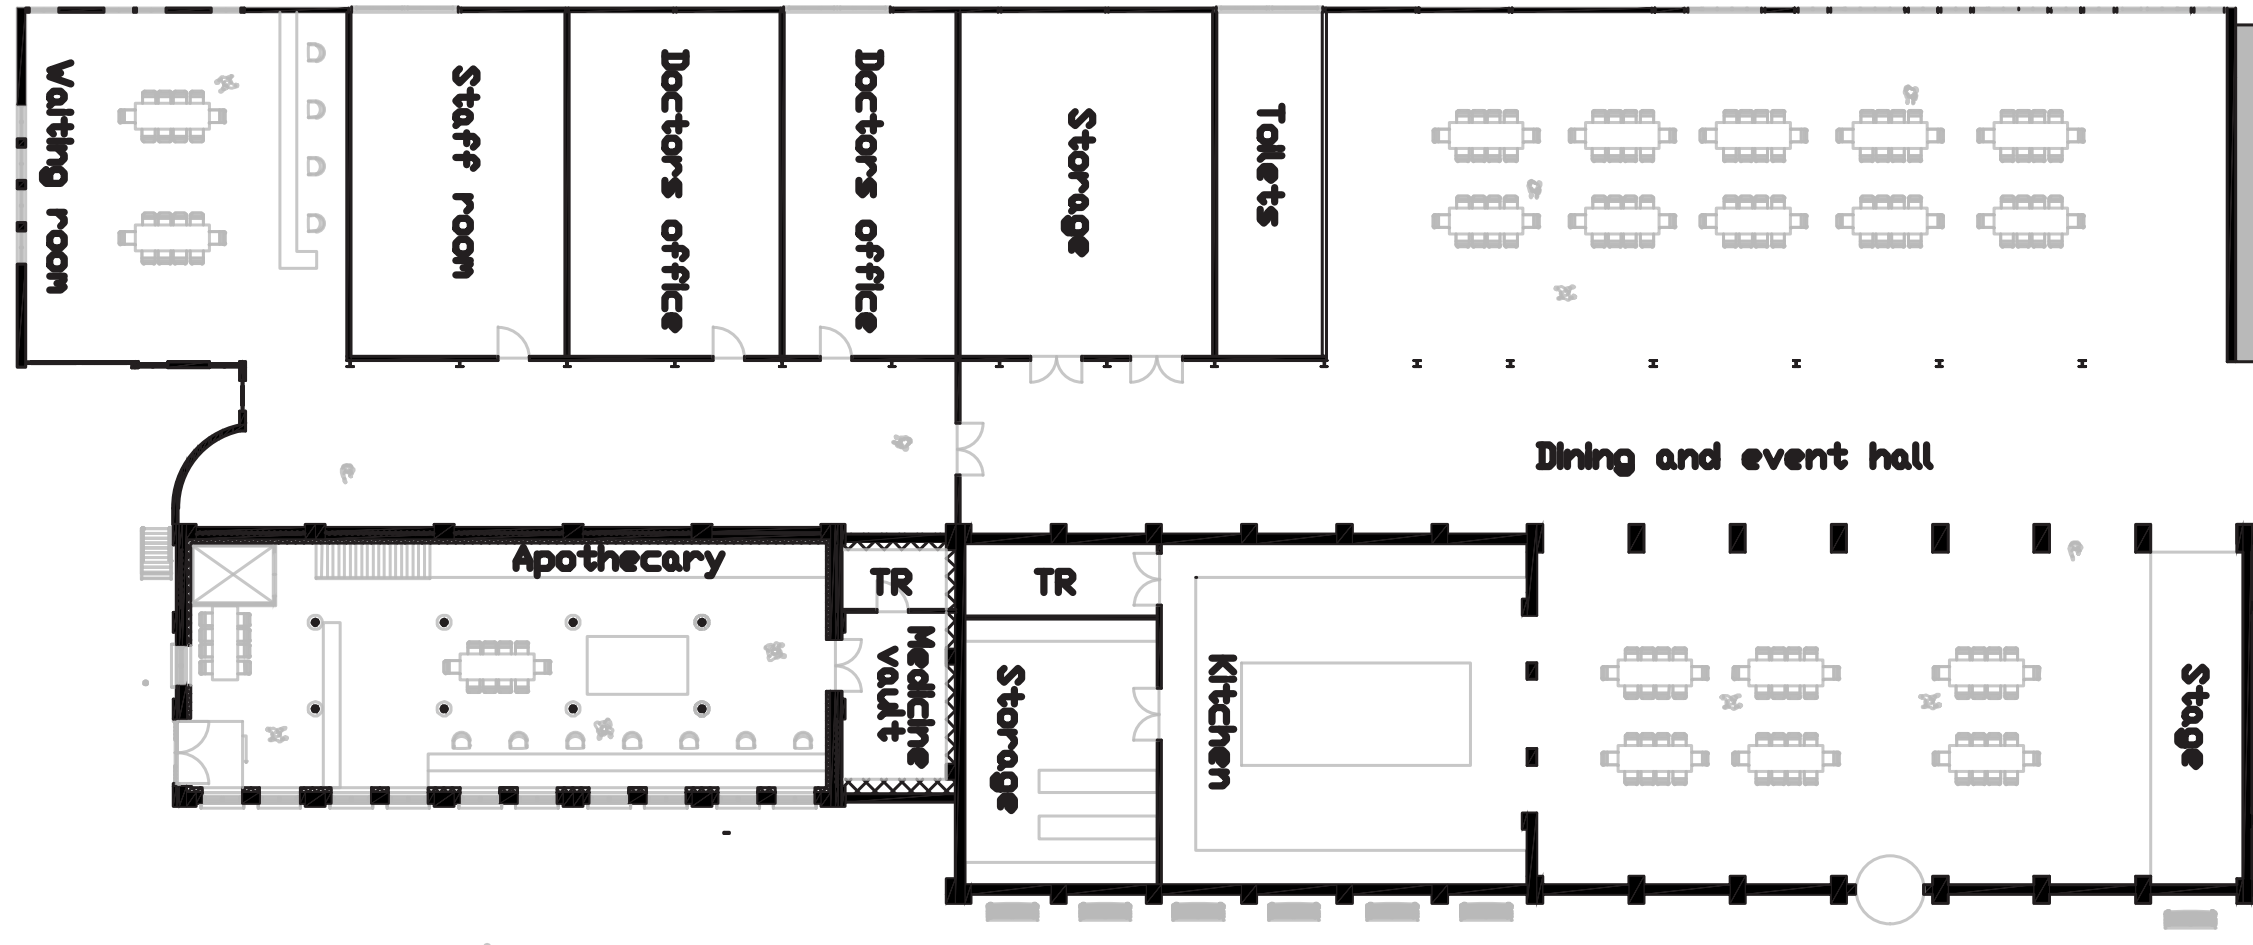 Waiting room
Staff room
Doctors office
Doctors office
Storage
Toilets
Dining and event hall
Apothecary
TR
TR
Medicine
vault
Storage
Kitchen
Stage